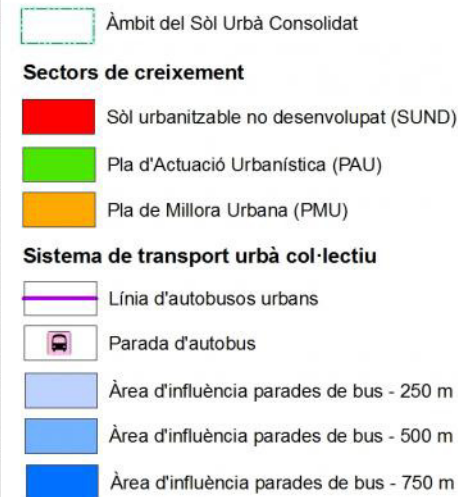 Àmbit del Sòl Urbà Consolidat
Sectors de creixement
Sòl urbanitzable no desenvolupat (SUND)
Pla d'Actuació Urbanística (PAU)
Pla de Millora Urbana (PMU)
Sistema de transport urbà col·lectiu
Línia d'autobusos urbans
Parada d'autobus
Àrea d'influència parades de bus - 250 m
Àrea d'influència parades de bus - 500 m
Àrea d'influència parades de bus - 750 m